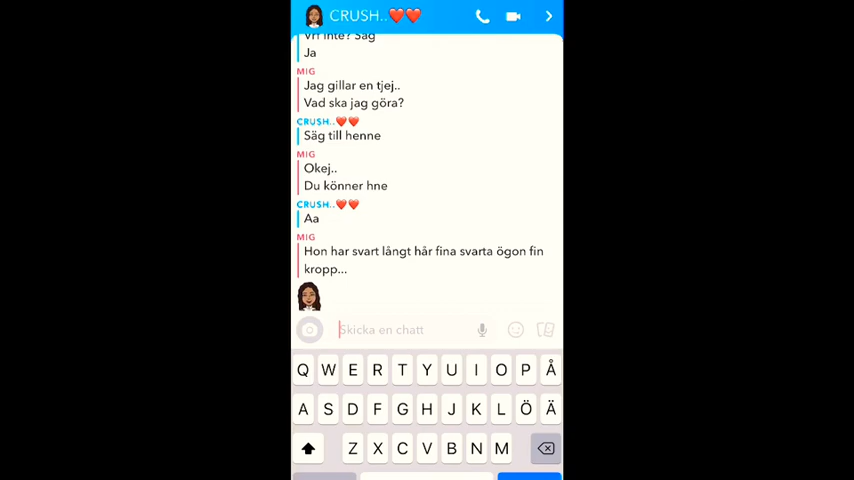 CRUSH..❤️❤️
Vrf inte? Säg
Ja
MIG
Jag gillar en tjej..
Vad ska jag göra?
CRUSH..❤️❤️
Säg till henne
MIG
Okej..
Du könner hne
CRUSH..❤️❤️
Aa
MIG
Hon har svart långt hår fina svarta ögon fin
kropp...
Skicka en chatt
Q W E R T Y U I O P Å
A S D F G H J K L Ö Ä
Z X C V B N M